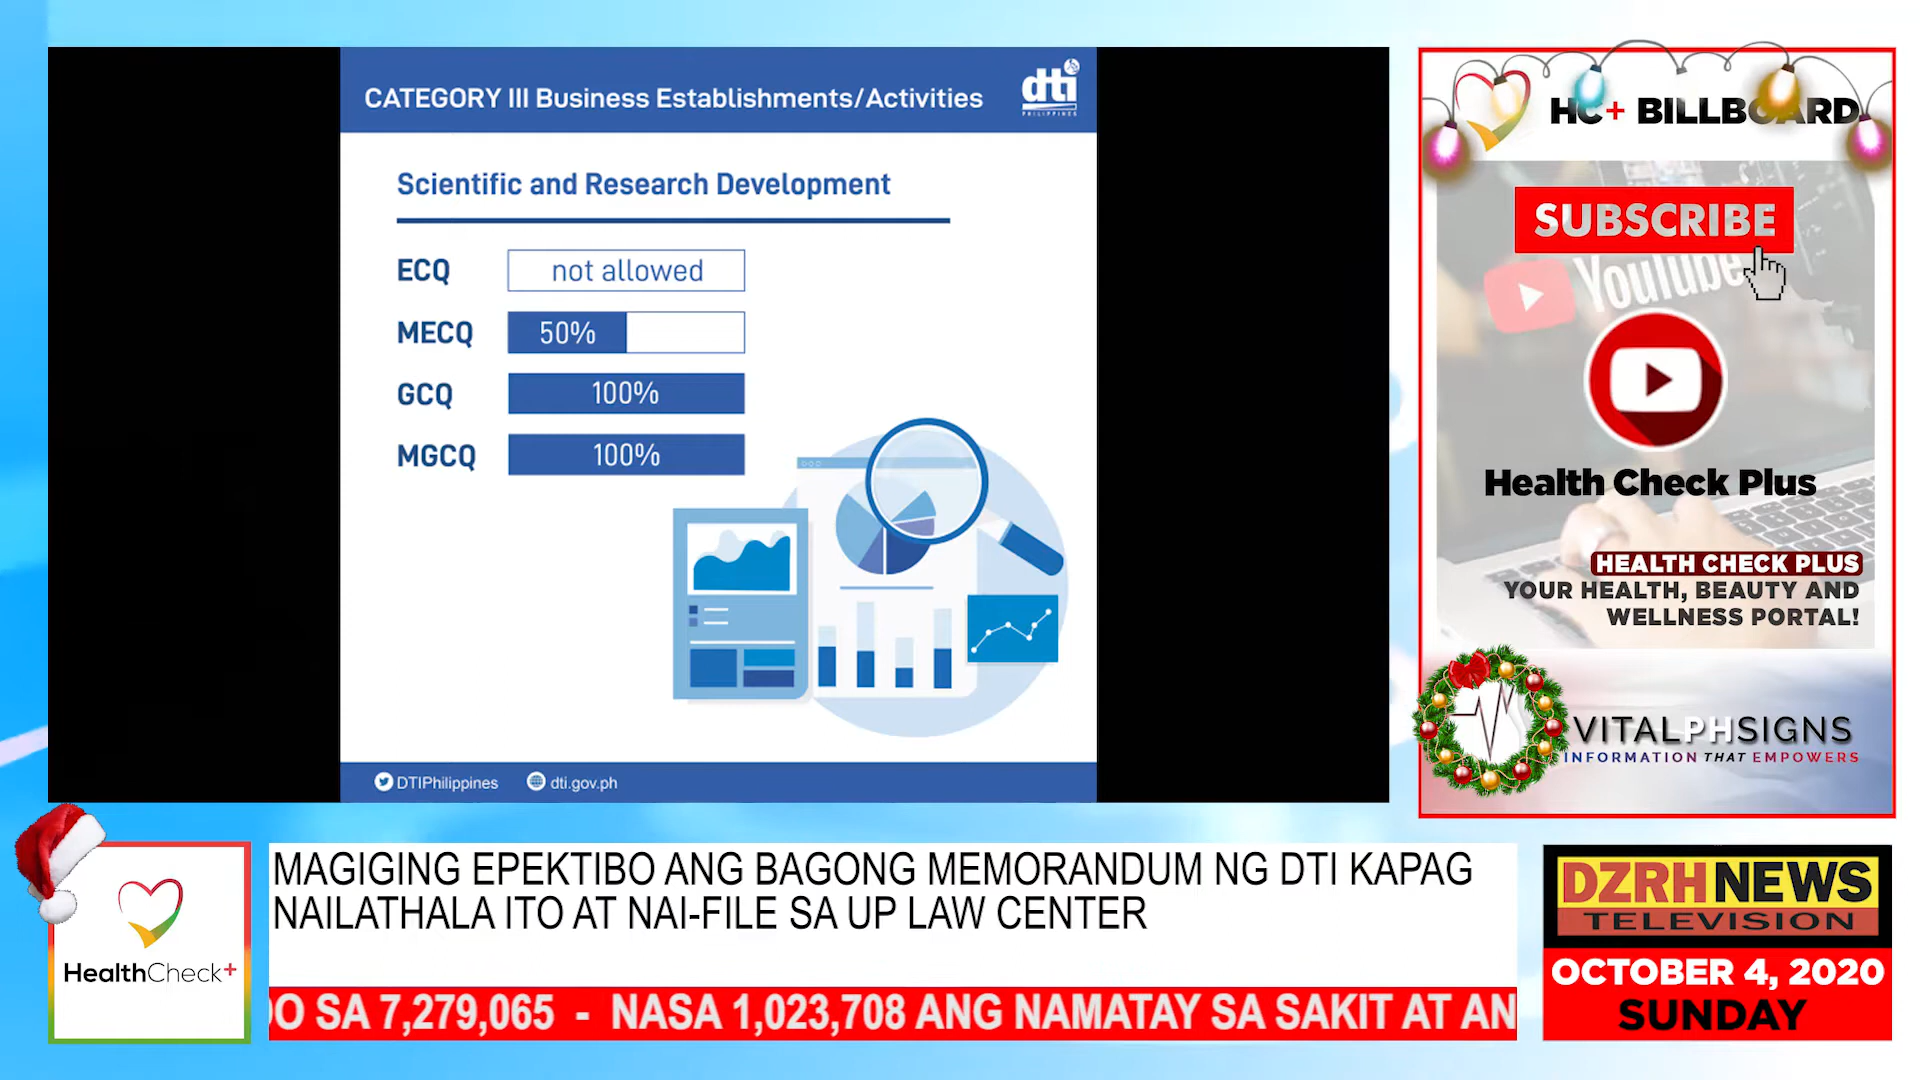 CATEGORY III Business Establishments/Activities
dti
PHILIPPINES
Scientific and Research Development
ECQ not allowed
MECQ 50%
GCQ 100%
MGCQ 100%
DTIPhilippines dti.gov.ph
HC+ BILLBOARD
SUBSCRIBE
YouTube
Health Check Plus
HEALTH CHECK PLUS
YOUR HEALTH, BEAUTY AND
WELLNESS PORTAL!
VITALPHSIGNS
INFORMATION THAT EMPOWERS
HealthCheck+
MAGIGING EPEKTIBO ANG BAGONG MEMORANDUM NG DTI KAPAG
NAILATHALA ITO AT NAI-FILE SA UP LAW CENTER
O SA 7,279,065 - NASA 1,023,708 ANG NAMATAY SA SAKIT AT AN
DZRH NEWS
TELEVISION
OCTOBER 4, 2020
SUNDAY